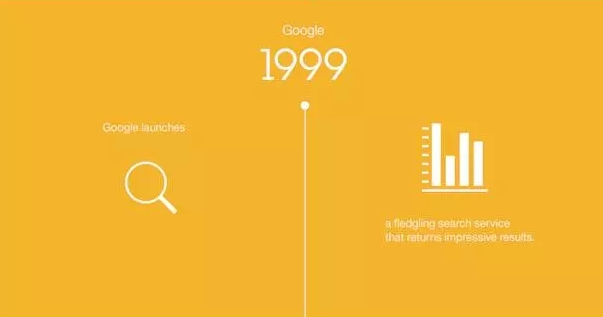 Google
1999
Google launches
a fledgling search service
that returns impressive results.